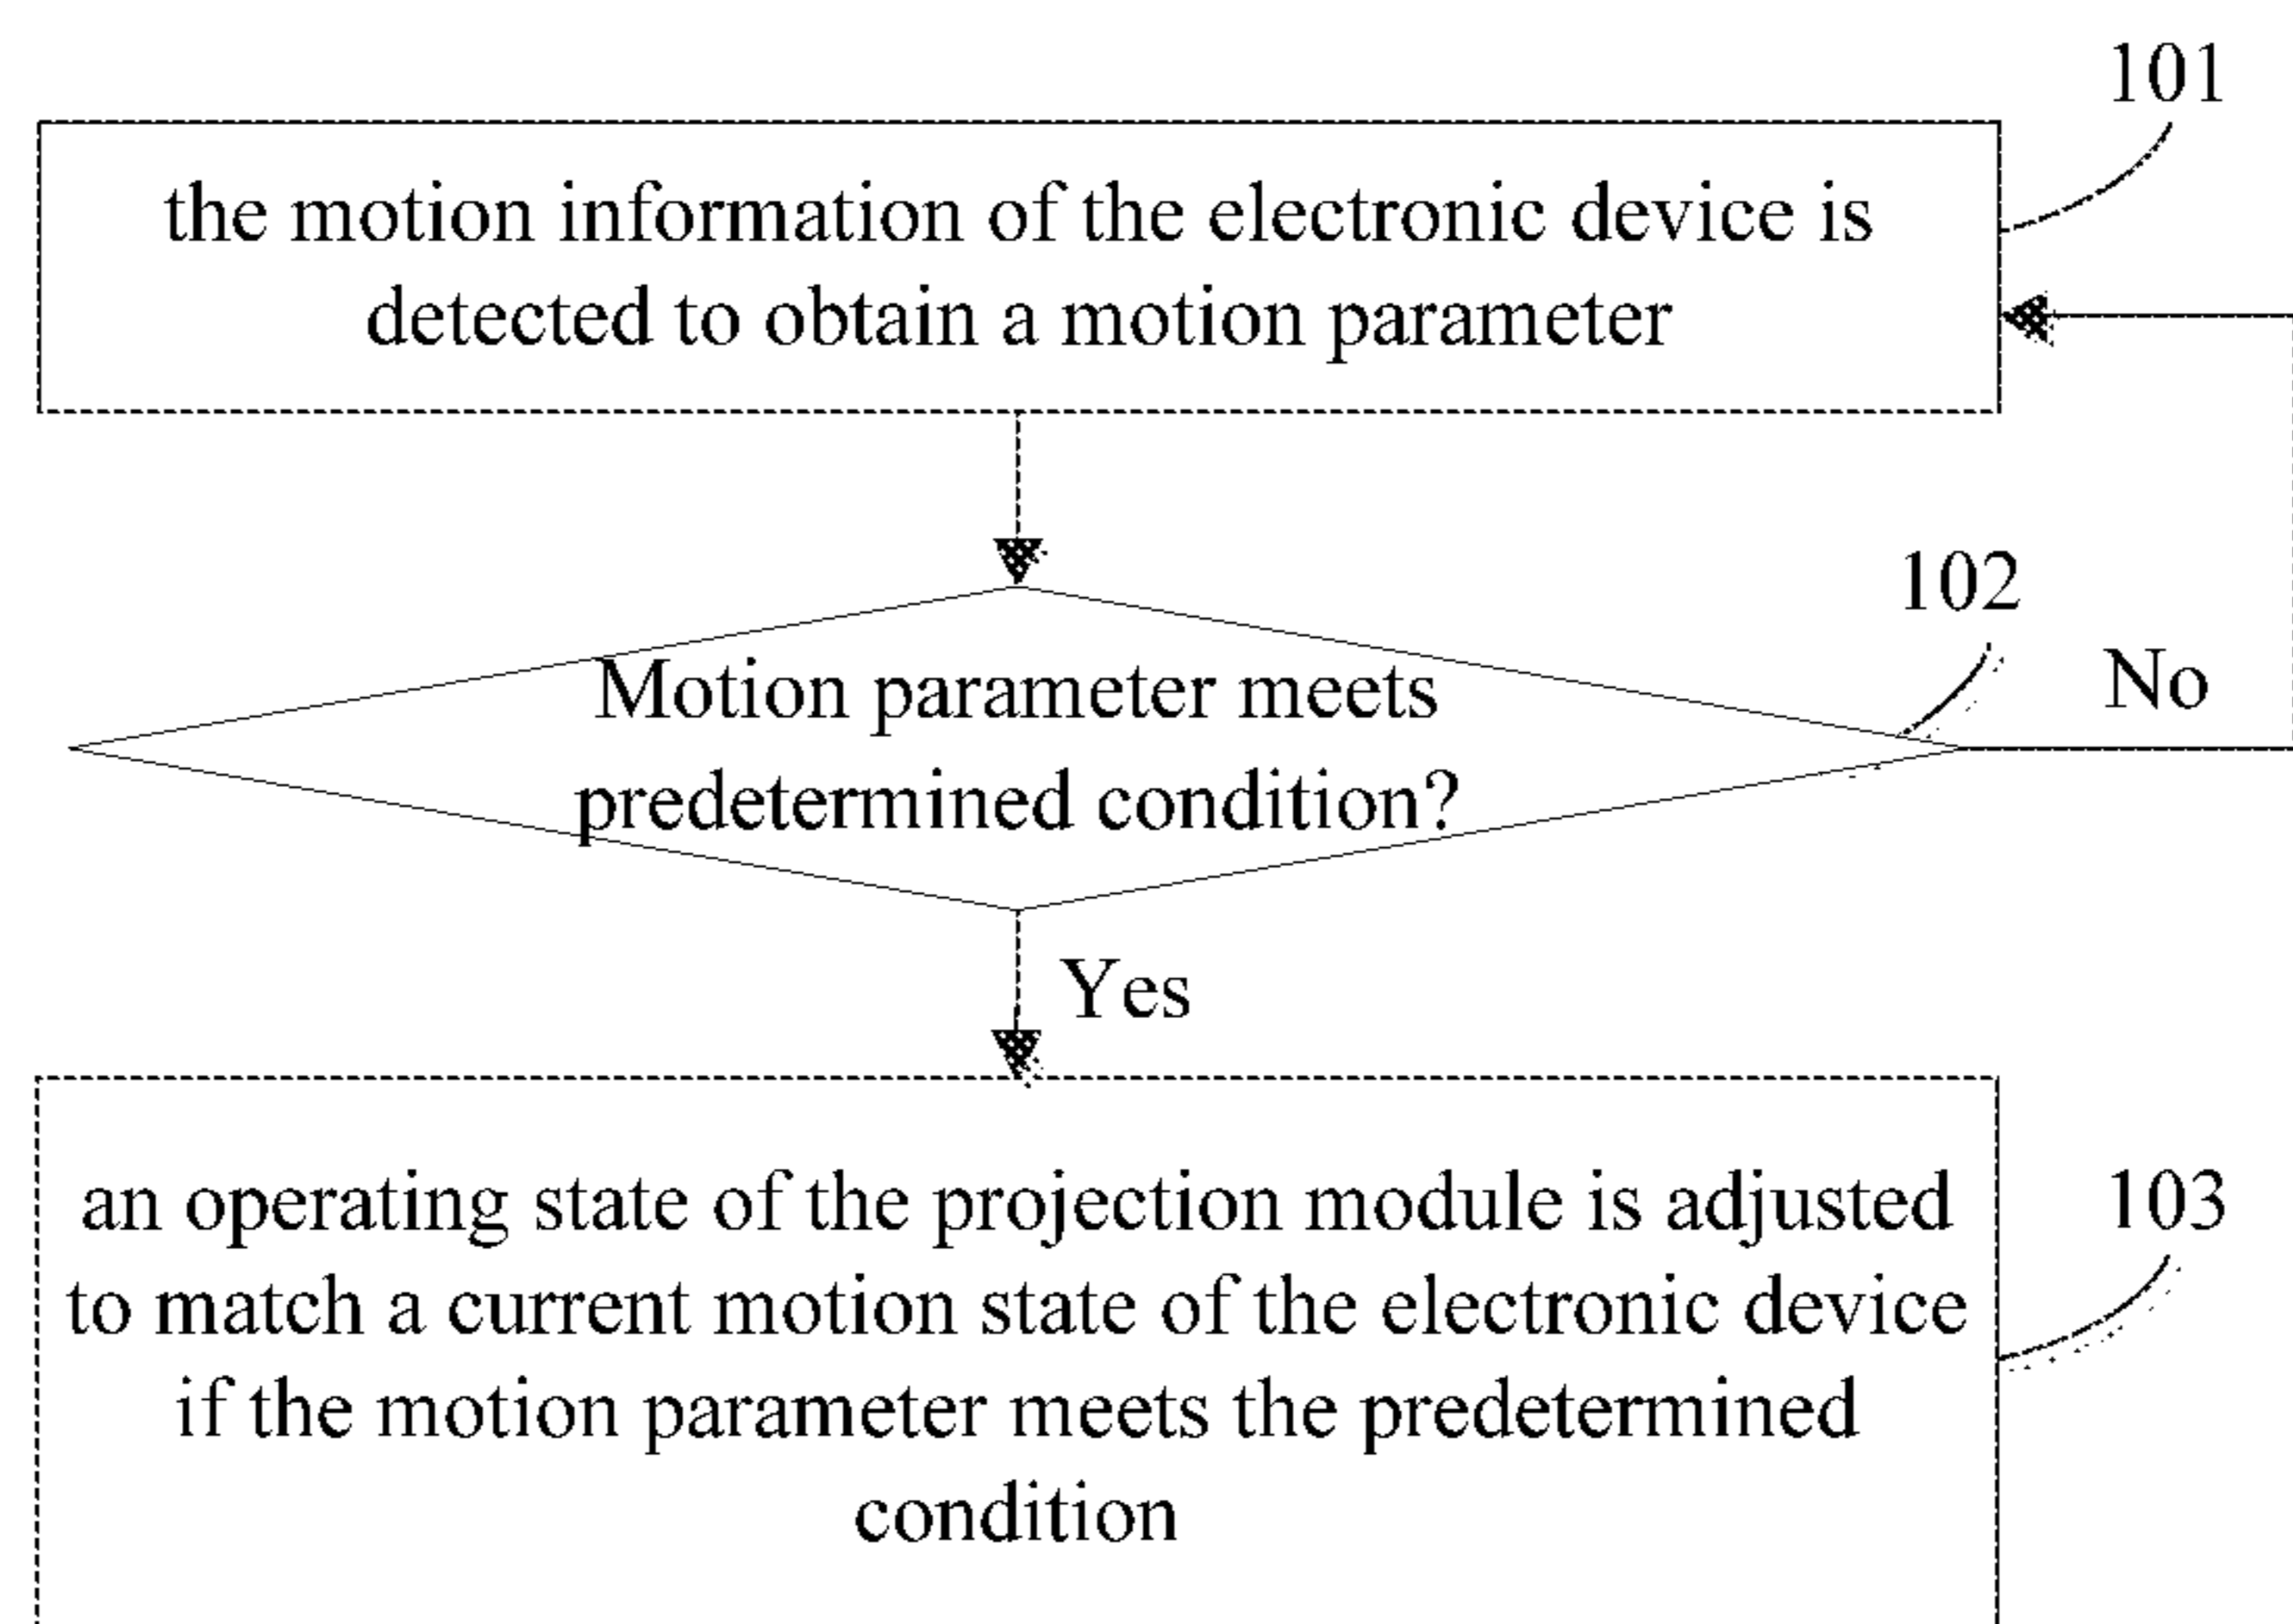 101
the motion information of the electronic device is
detected to obtain a motion parameter
102
No
Motion parameter meets
predetermined condition?
Yes
an operating state of the projection module is adjusted
to match a current motion state of the electronic device
if the motion parameter meets the predetermined
condition
103